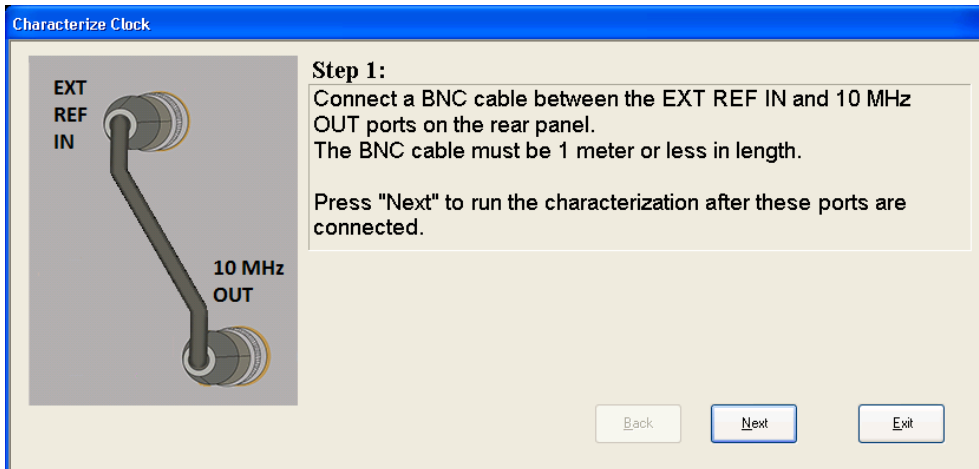 Characterize Clock
EXT
REF
IN
10 MHz
OUT
Step 1:
Connect a BNC cable between the EXT REF IN and 10 MHz
OUT ports on the rear panel.
The BNC cable must be 1 meter or less in length.
Press "Next" to run the characterization after these ports are
connected.
Back
Next
Exit